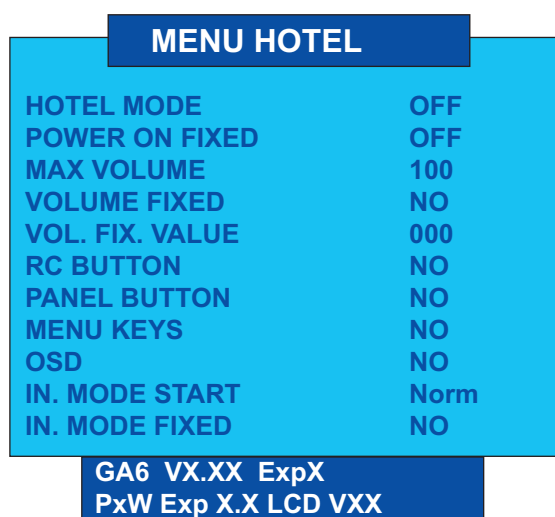 MENU HOTEL
HOTEL MODE OFF
POWER ON FIXED OFF
MAX VOLUME 100
VOLUME FIXED NO
VOL. FIX. VALUE 000
RC BUTTON NO
PANEL BUTTON NO
MENU KEYS NO
OSD NO
IN. MODE START Norm
IN. MODE FIXED NO
GA6 VX.XX ExpX
PxW Exp X.X LCD VXX